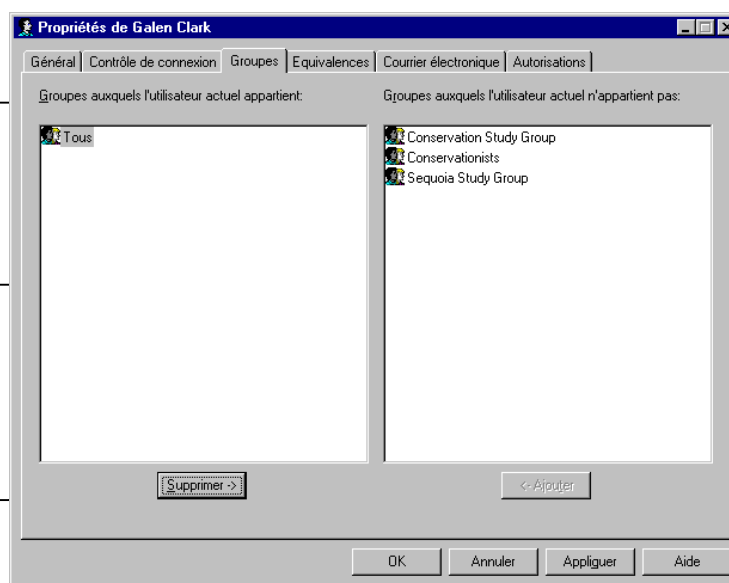 Propriétés de Galen Clark
Général Contrôle de connexion Groupes Equivalences Courrier électronique Autorisations
Groupes auxquels l'utilisateur actuel appartient: Groupes auxquels l'utilisateur actuel n'appartient pas:
Tous Conservation Study Group
Conservationists
Sequoia Study Group
Supprimer -> <- Ajouter
OK Annuler Appliquer Aide